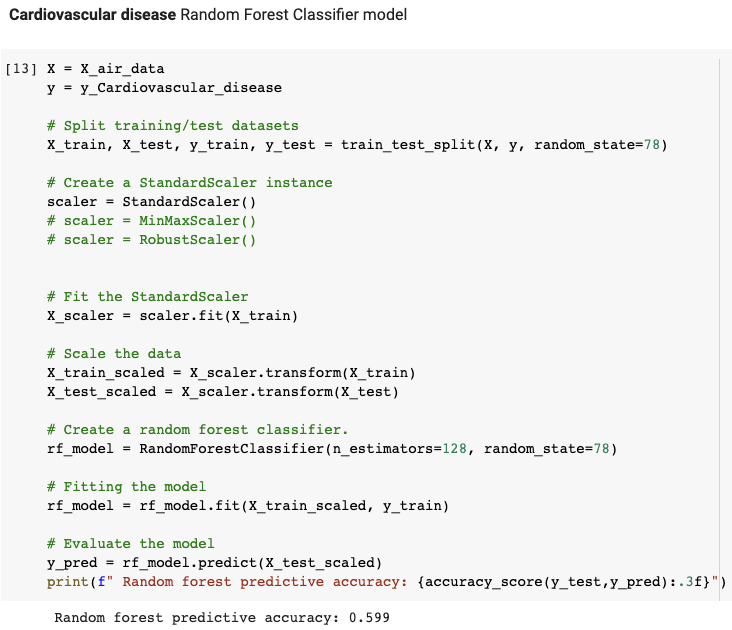 Cardiovascular disease Random Forest Classifier model
[13] X = X_air_data
y = y_Cardiovascular_disease
# Split training/test datasets
X_train, X_test, y_train, y_test = train_test_split(X, y, random_state=78)
# Create a StandardScaler instance
scaler = StandardScaler()
# scaler = MinMaxScaler()
# scaler = RobustScaler()
# Fit the StandardScaler
X_scaler = scaler.fit(X_train)
# Scale the data
X_train_scaled = X_scaler.transform(X_train)
X_test_scaled = X_scaler.transform(X_test)
# Create a random forest classifier.
rf_model = RandomForestClassifier(n_estimators=128, random_state=78)
# Fitting the model
rf_model = rf_model.fit(X_train_scaled, y_train)
# Evaluate the model
y_pred = rf_model.predict(X_test_scaled)
print(f" Random forest predictive accuracy: {accuracy_score(y_test,y_pred):.3f}")
Random forest predictive accuracy: 0.599